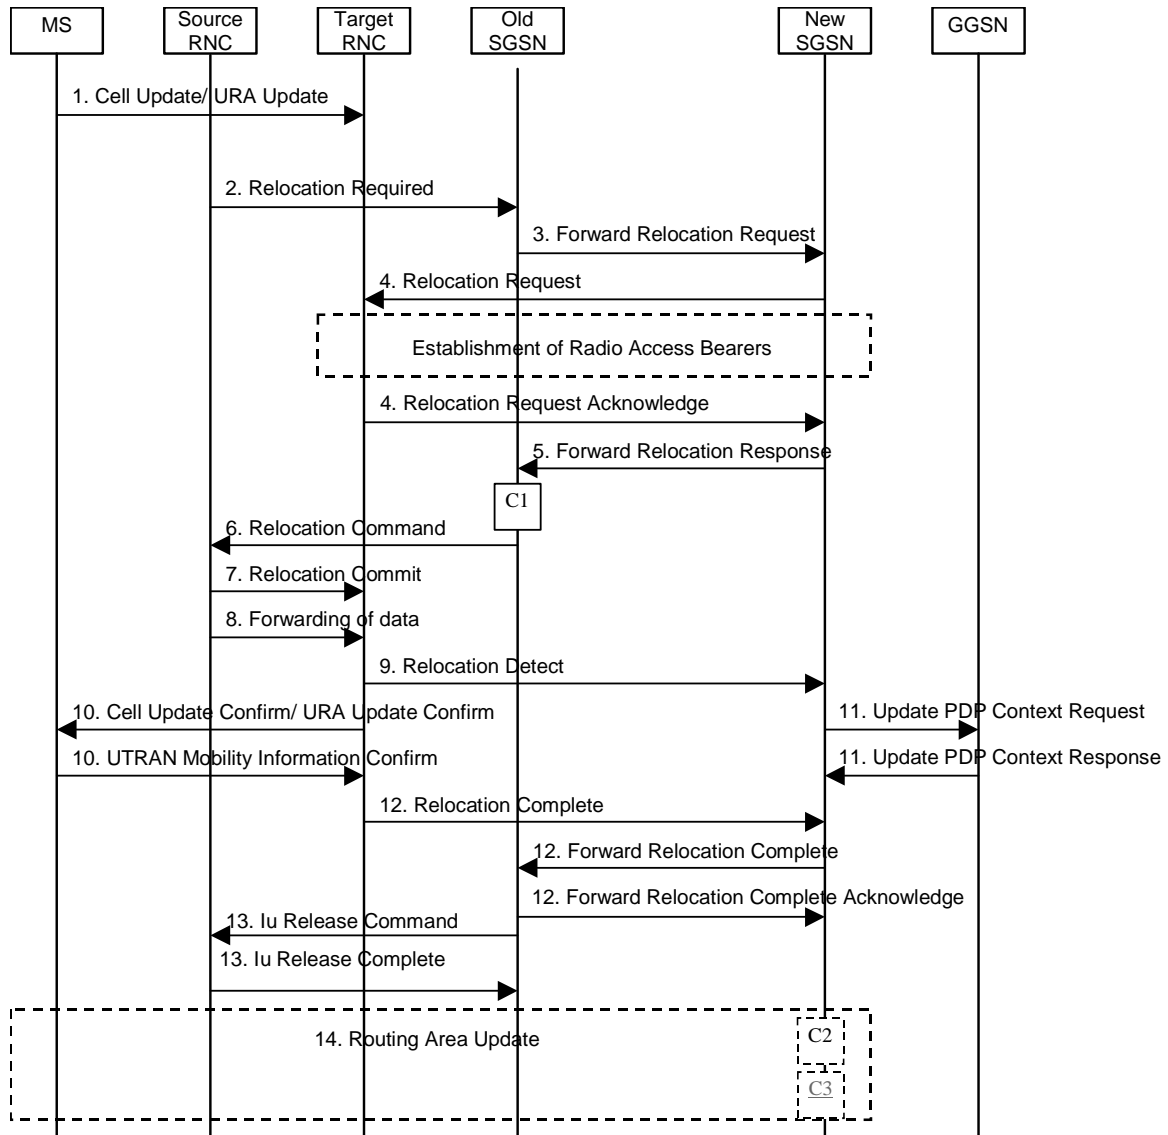 MS
Source
RNC
Target
RNC
Old
SGSN
New
SGSN
GGSN
1. Cell Update/ URA Update
2. Relocation Required
3. Forward Relocation Request
4. Relocation Request
Establishment of Radio Access Bearers
4. Relocation Request Acknowledge
5. Forward Relocation Response
C1
6. Relocation Command
7. Relocation Commit
8. Forwarding of data
9. Relocation Detect
10. Cell Update Confirm/ URA Update Confirm
11. Update PDP Context Request
10. UTRAN Mobility Information Confirm
11. Update PDP Context Response
12. Relocation Complete
12. Forward Relocation Complete
12. Forward Relocation Complete Acknowledge
13. Iu Release Command
13. Iu Release Complete
14. Routing Area Update
C2
C3